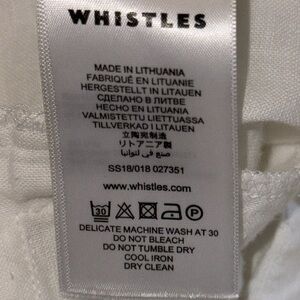 WHISTLES
MADE IN LITHUANIA
FABRIQUÉ EN LITUANIE
HERGESTELLT IN LITAUEN
СДЕЛАНО В ЛИТВЕ
HECHO EN LITUANIA
VALMISTETTU LIETTUASSA
TILLVERKAD I LITAUEN
立陶宛制造
リトアニア製
صنع في لتوانيا
SS18/018 027351
www.whistles.com
30 P
DELICATE MACHINE WASH AT 30
DO NOT BLEACH
DO NOT TUMBLE DRY
COOL IRON
DRY CLEAN